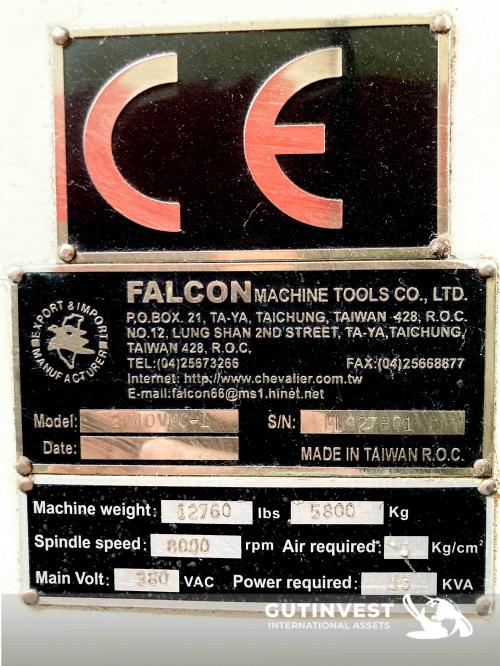 CE
FALCON MACHINE TOOLS CO., LTD.
P.O.BOX. 21, TA-YA, TAICHUNG, TAIWAN 428, R.O.C.
NO.12, LUNG SHAN 2ND STREET, TA-YA, TAICHUNG,
TAIWAN 428, R.O.C.
TEL:(04)25673266 FAX:(04)25668877
Internet: http://www.chevalier.com.tw
E-mail:falcon66@ms1.hinet.net
EXPORT & IMPORT
MANUFACTURER
Model: S/N:
Date: MADE IN TAIWAN R.O.C.
Machine weight: 12760 lbs 5800 Kg
Spindle speed: 8000 rpm Air required: Kg/cm²
Main Volt: 380 VAC Power required: 15 KVA
GUTINVEST
INTERNATIONAL ASSETS